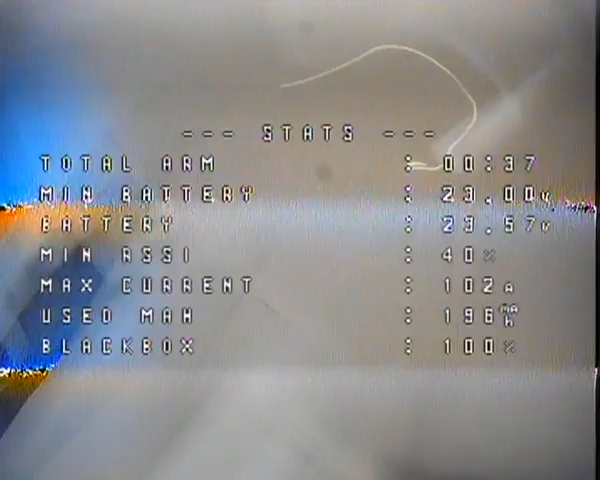 --- STATS ---
TOTAL ARM : 00:37
MIN BATTERY : 23.00V
BATTERY : 23.57V
MIN RSSI : 40%
MAX CURRENT : 102A
USED MAH : 196MAH
BLACKBOX : 100%